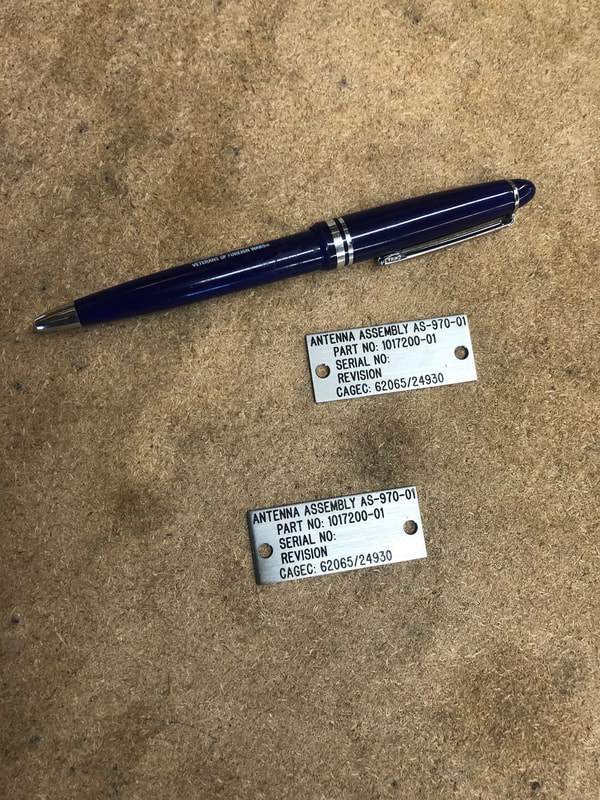 VETERANS OF FOREIGN WARS®
ANTENNA ASSEMBLY AS-970-01
PART NO: 1017200-01
SERIAL NO:
REVISION
CAGEC: 62065/24930
ANTENNA ASSEMBLY AS-970-01
PART NO: 1017200-01
SERIAL NO:
REVISION
CAGEC: 62065/24930